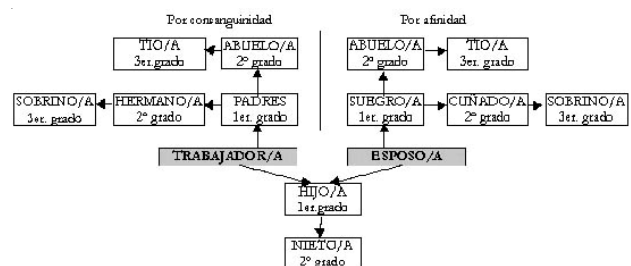 Por consanguinidad
Por afinidad
TIO/A
3er.grado
ABUELO/A
2º grado
ABUELO/A
2º grado
TIO/A
3er.grado
SOBRINO/A
3er. grado
HERMANO/A
2º grado
PADRES
1er. grado
SUEGRO/A
1er. grado
CUÑADO/A
2º grado
SOBRINO/A
3er. grado
TRABAJADOR/A
ESPOSO/A
HIJO/A
1er.grado
NIETO/A
2º grado